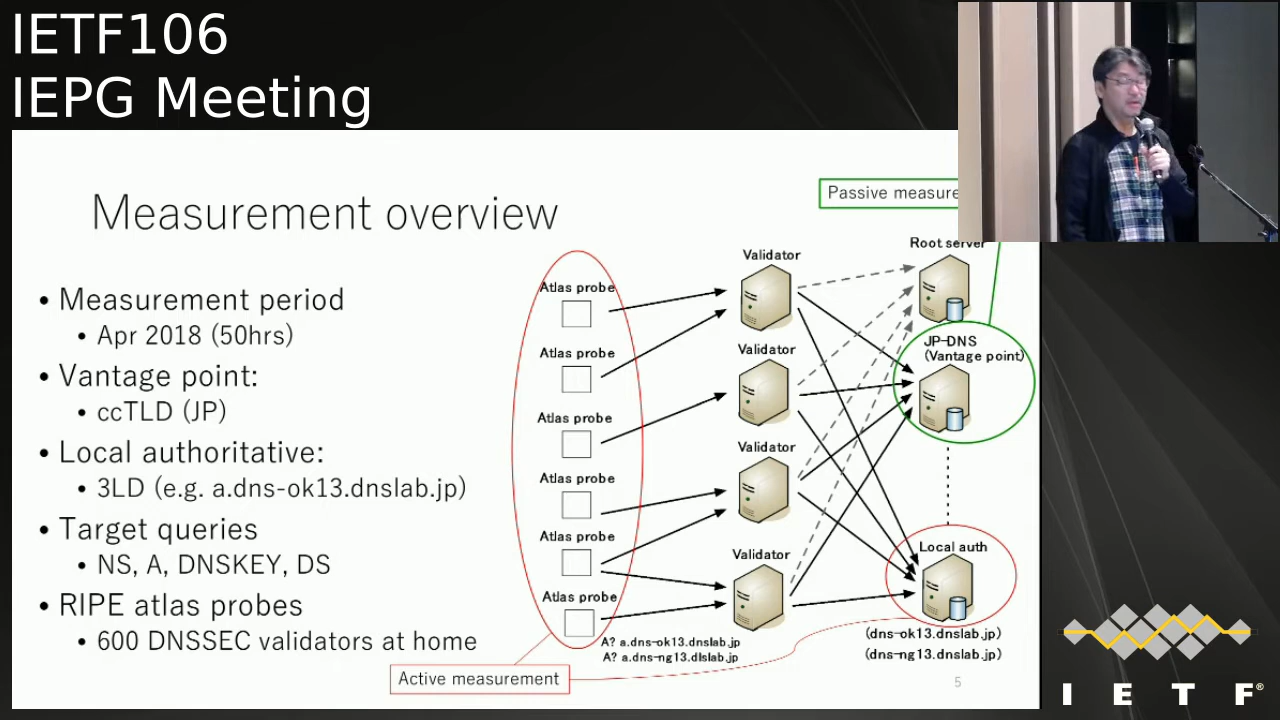 IETF106
IEPG Meeting
Measurement overview
• Measurement period
• Apr 2018 (50hrs)
• Vantage point:
• ccTLD (JP)
• Local authoritative:
• 3LD (e.g. a.dns-ok13.dnslab.jp)
• Target queries
• NS, A, DNSKEY, DS
• RIPE atlas probes
• 600 DNSSEC validators at home
Passive measure
Atlas probe
Atlas probe
Atlas probe
Atlas probe
Atlas probe
Atlas probe
Validator
Validator
Validator
Validator
Root server
JP-DNS
(Vantage point)
Local auth
(dns-ok13.dnslab.jp)
(dns-ng13.dnslab.jp)
A? a.dns-ok13.dnslab.jp
A? a.dns-ng13.dlslab.jp
Active measurement
5
I E T F®